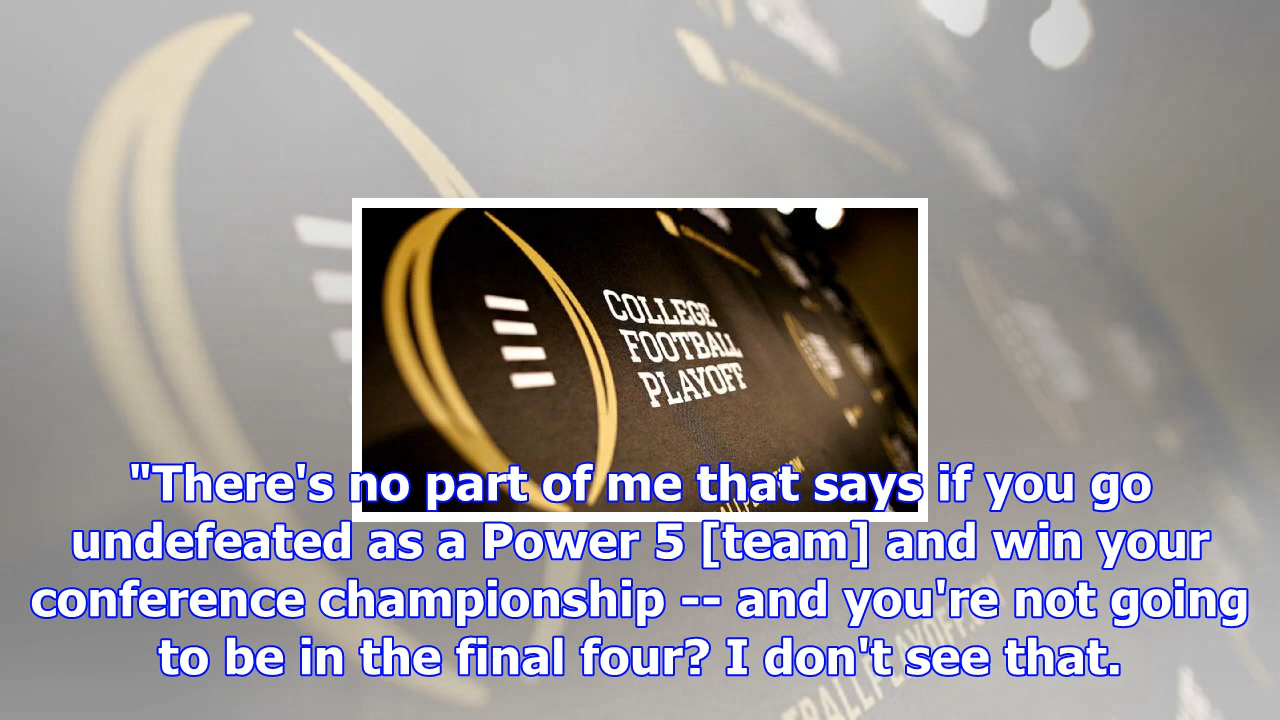 COLLEGE
FOOTBALL
PLAYOFF
"There's no part of me that says if you go
undefeated as a Power 5 [team] and win your
conference championship -- and you're not going
to be in the final four? I don't see that.